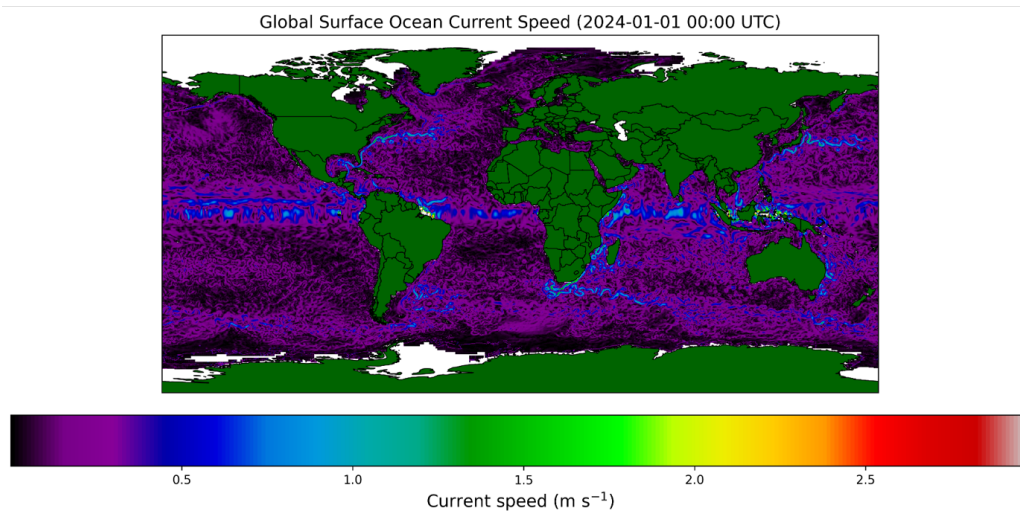 Global Surface Ocean Current Speed (2024-01-01 00:00 UTC)
0.5 1.0 1.5 2.0 2.5
Current speed (m s⁻¹)